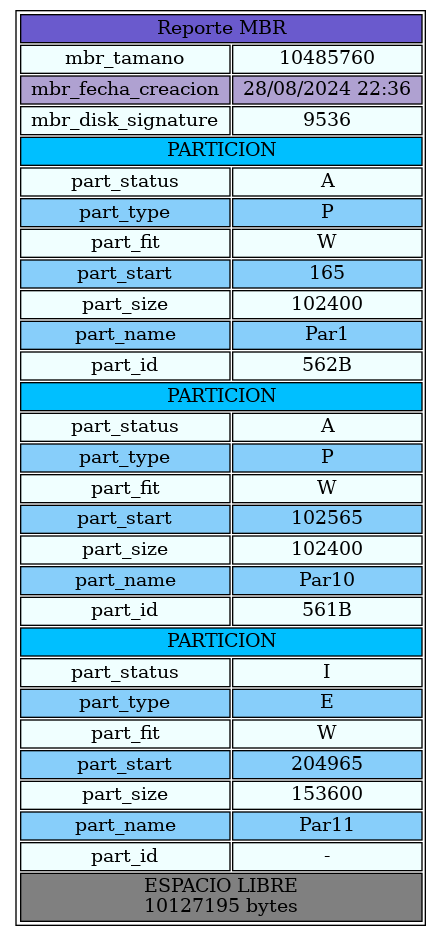 Reporte MBR
mbr_tamano 10485760
mbr_fecha_creacion 28/08/2024 22:36
mbr_disk_signature 9536
PARTICION
part_status A
part_type P
part_fit W
part_start 165
part_size 102400
part_name Par1
part_id 562B
PARTICION
part_status A
part_type P
part_fit W
part_start 102565
part_size 102400
part_name Par10
part_id 561B
PARTICION
part_status I
part_type E
part_fit W
part_start 204965
part_size 153600
part_name Par11
part_id -
ESPACIO LIBRE
10127195 bytes